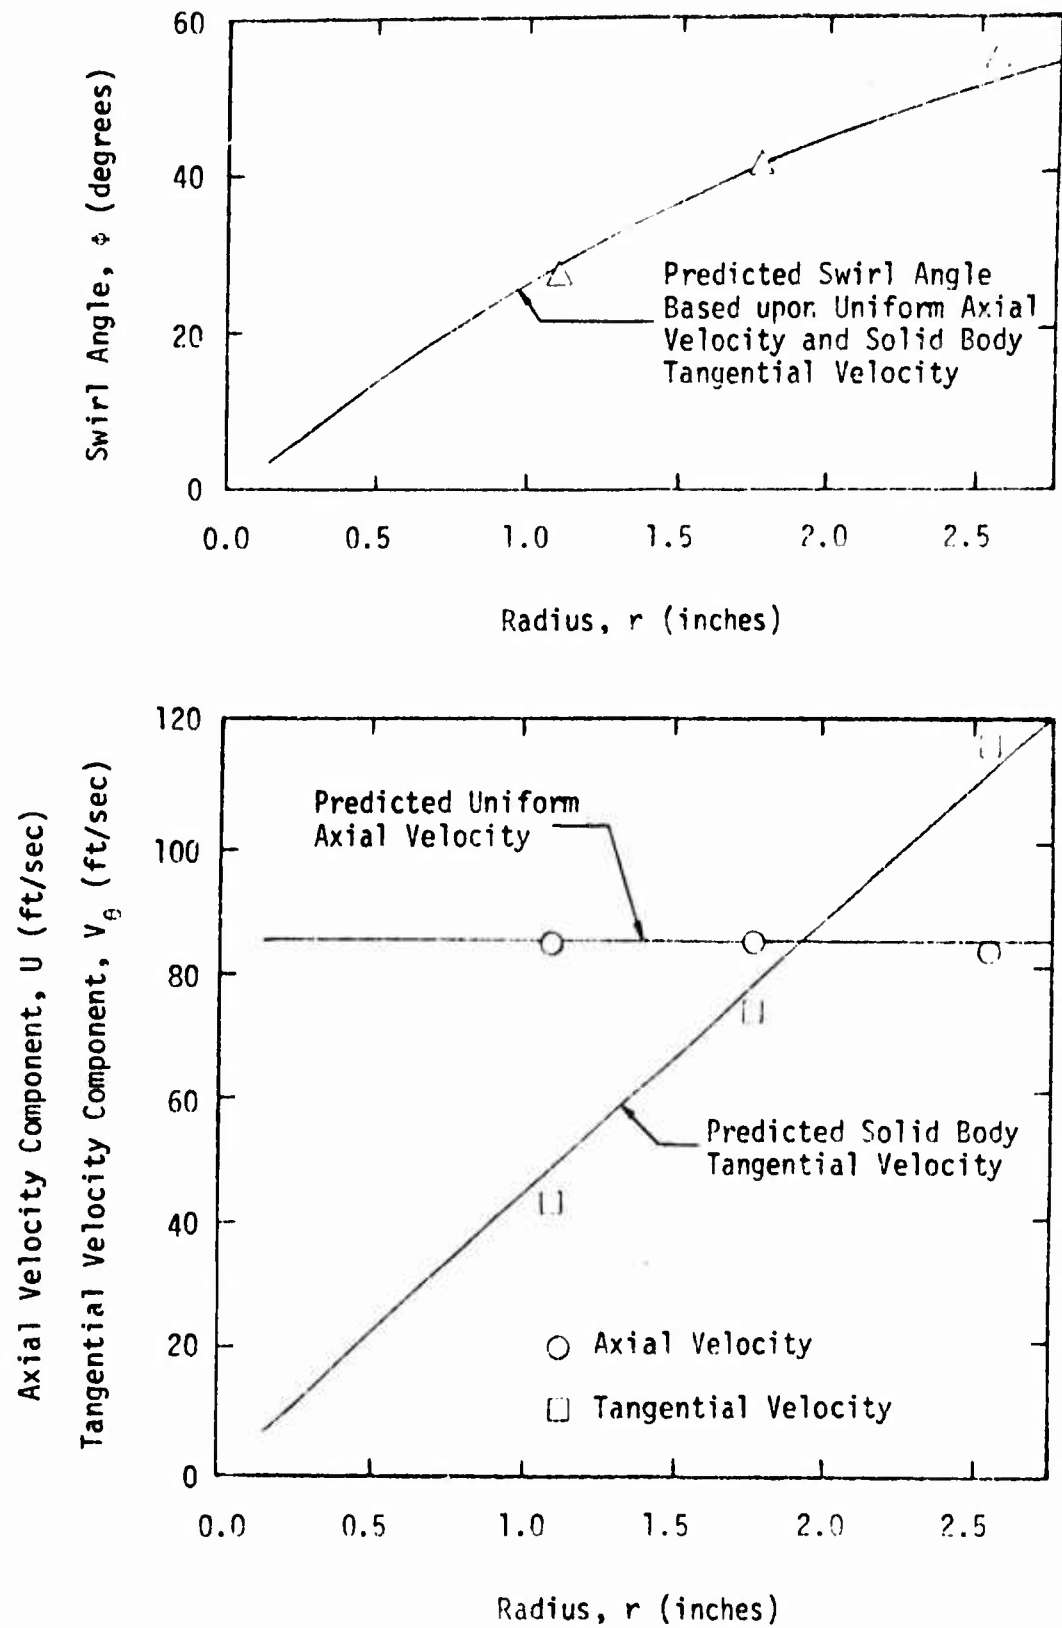 60
40
20
0
Swirl Angle, Φ (degrees)
Predicted Swirl Angle
Based upon Uniform Axial
Velocity and Solid Body
Tangential Velocity
0.0 0.5 1.0 1.5 2.0 2.5
Radius, r (inches)
120
100
80
60
40
20
0
Axial Velocity Component, U (ft/sec)
Tangential Velocity Component, V_θ (ft/sec)
Predicted Uniform
Axial Velocity
Predicted Solid Body
Tangential Velocity
Axial Velocity
Tangential Velocity
0.0 0.5 1.0 1.5 2.0 2.5
Radius, r (inches)